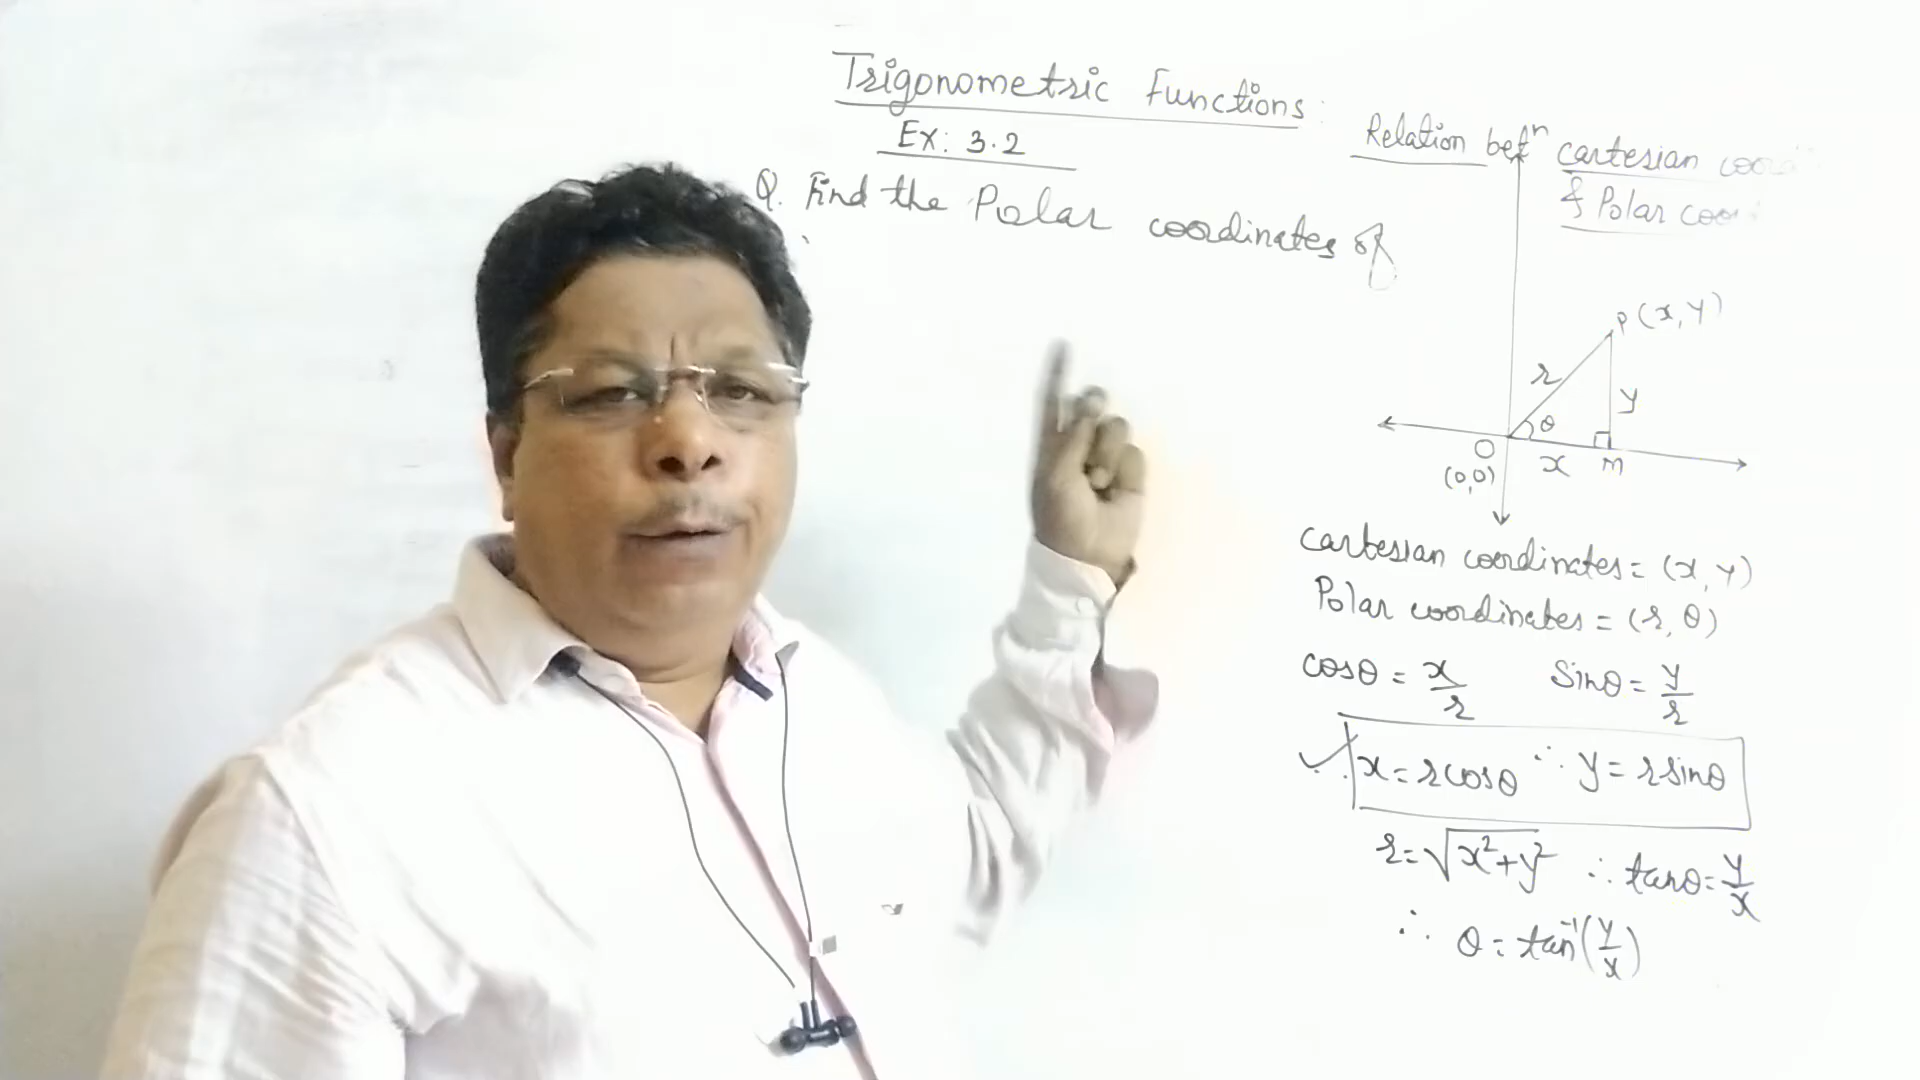 Trigonometric Functions:
Ex: 3.2
Q. Find the Polar coordinates of
Relation betn cartesian
& Polar
P(x, y)
r
y
θ
O
x
M
(0,0)
Cartesian coordinates = (x, y)
Polar coordinates = (r, θ)
cosθ = x/r sinθ = y/r
∴ x = rcosθ ∴ y = rsinθ
r = √x²+y² ∴ tanθ = y/x
∴ θ = tan⁻¹(y/x)